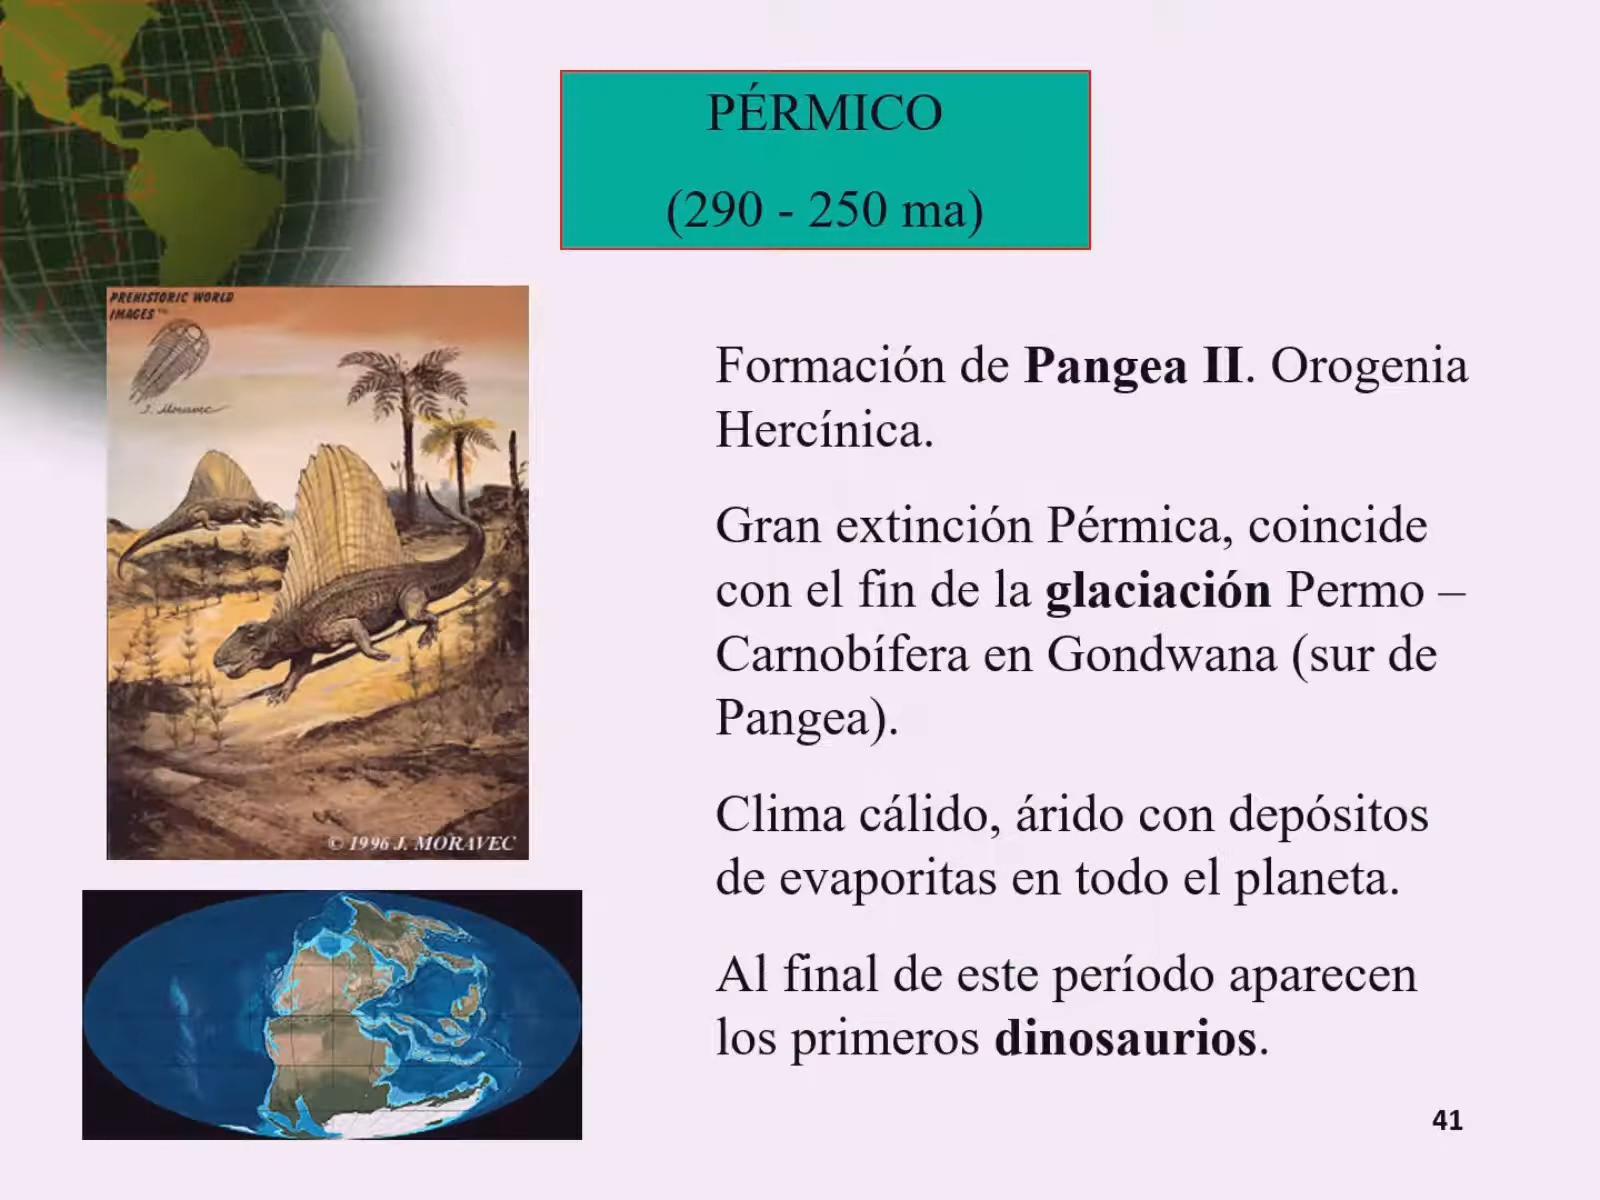 PÉRMICO
(290 - 250 ma)
PREHISTORIC WORLD
IMAGES™
J. Moravec
© 1996 J. MORAVEC
Formación de Pangea II. Orogenia
Hercínica.
Gran extinción Pérmica, coincide
con el fin de la glaciación Permo –
Carnobífera en Gondwana (sur de
Pangea).
Clima cálido, árido con depósitos
de evaporitas en todo el planeta.
Al final de este período aparecen
los primeros dinosaurios.
41